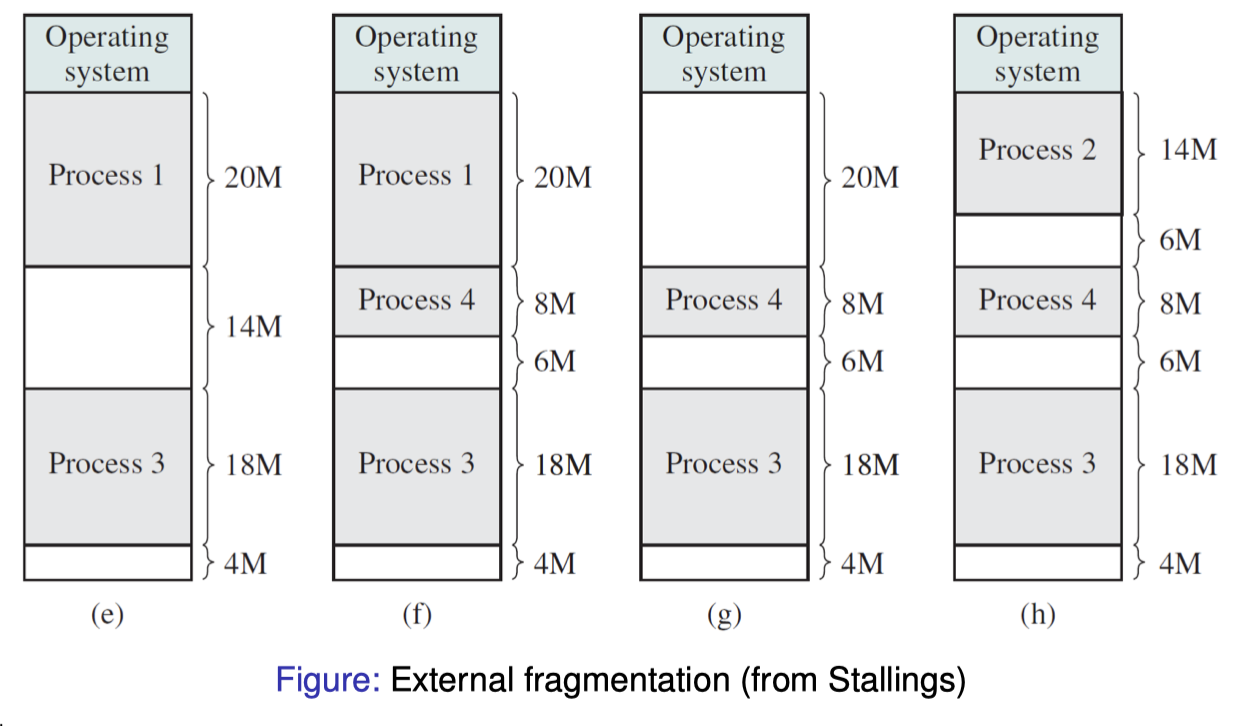 Operating
system
Process 1
20M
14M
Process 3
18M
4M
(e)
Operating
system
Process 1
20M
Process 4
8M
6M
Process 3
18M
4M
(f)
Operating
system
20M
Process 4
8M
6M
Process 3
18M
4M
(g)
Operating
system
Process 2
14M
6M
Process 4
8M
6M
Process 3
18M
4M
(h)
Figure: External fragmentation (from Stallings)